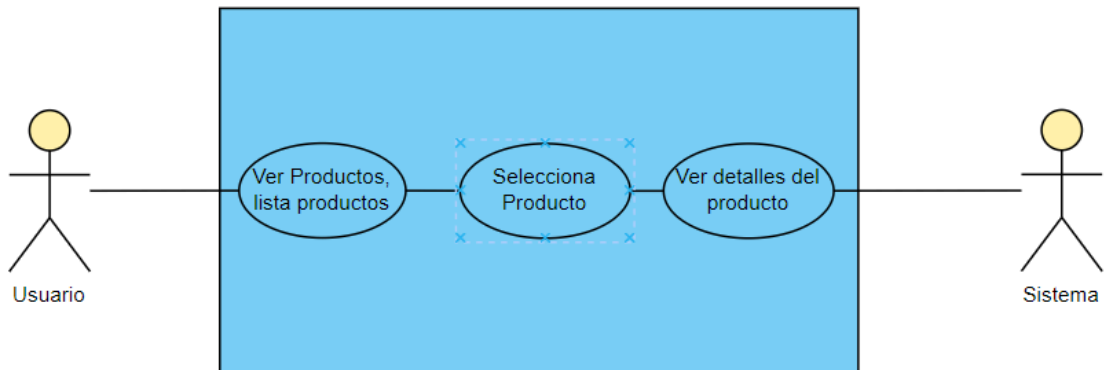 Ver Productos,
lista productos
Selecciona
Producto
Ver detalles del
producto
Usuario
Sistema